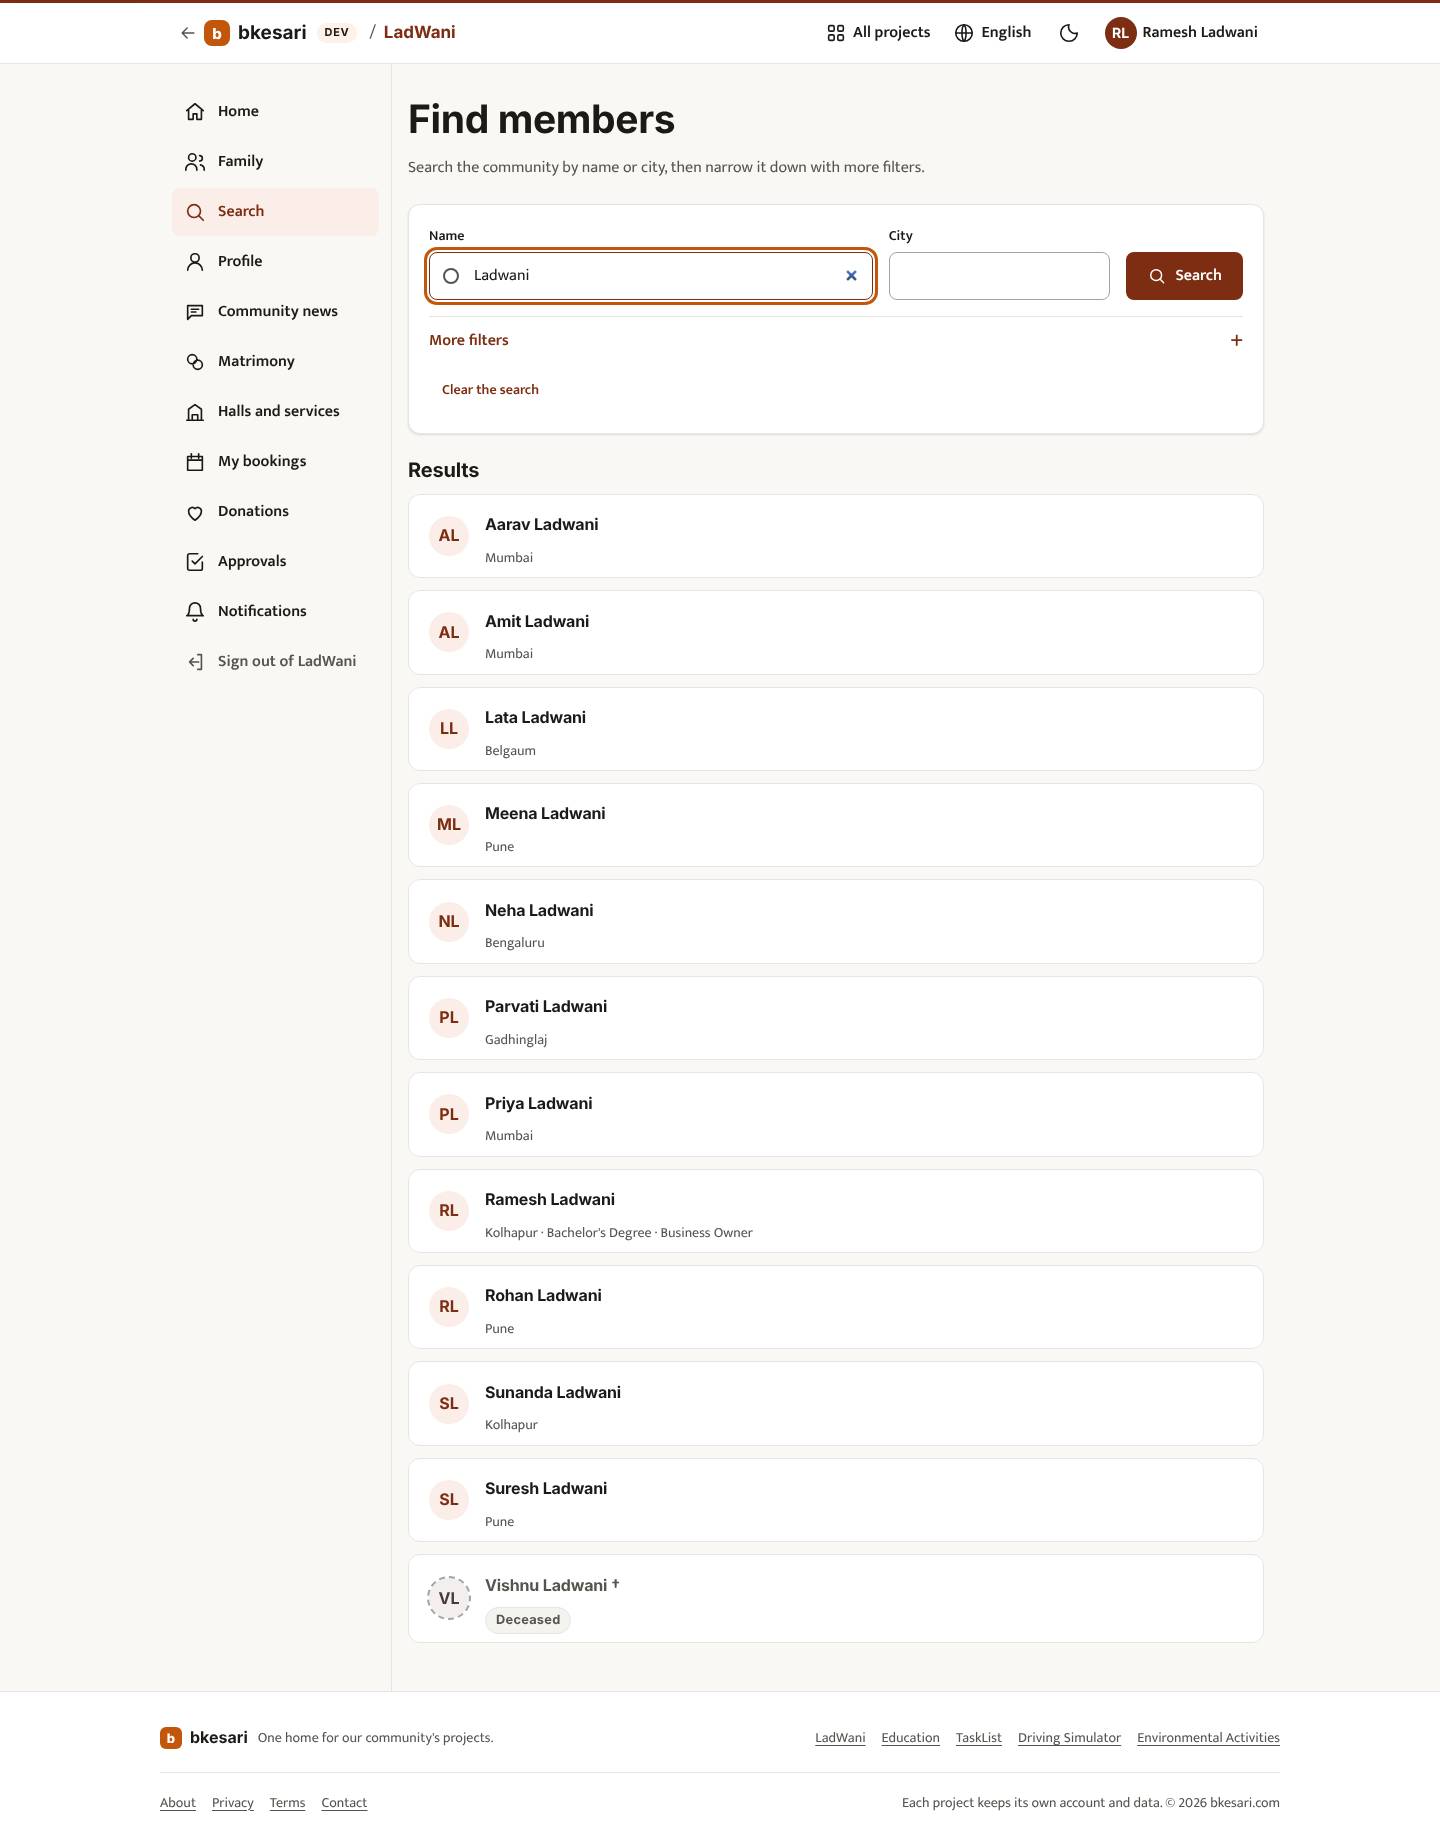 b bkesari DEV / LadWani All projects English RL Ramesh Ladwani
Home
Family
Search
Profile
Community news
Matrimony
Halls and services
My bookings
Donations
Approvals
Notifications
Sign out of LadWani
Find members
Search the community by name or city, then narrow it down with more filters.
Name City
Ladwani Search
More filters
Clear the search
Results
AL Aarav Ladwani
Mumbai
AL Amit Ladwani
Mumbai
LL Lata Ladwani
Belgaum
ML Meena Ladwani
Pune
NL Neha Ladwani
Bengaluru
PL Parvati Ladwani
Gadhinglaj
PL Priya Ladwani
Mumbai
RL Ramesh Ladwani
Kolhapur · Bachelor's Degree · Business Owner
RL Rohan Ladwani
Pune
SL Sunanda Ladwani
Kolhapur
SL Suresh Ladwani
Pune
VL Vishnu Ladwani †
Deceased
b bkesari One home for our community's projects. LadWani Education TaskList Driving Simulator Environmental Activities
About Privacy Terms Contact Each project keeps its own account and data. © 2026 bkesari.com